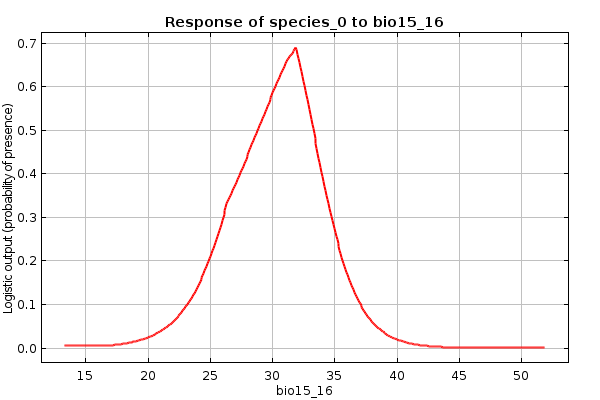 Response of species_0 to bio15_16
Logistic output (probability of presence)
0.7
0.6
0.5
0.4
0.3
0.2
0.1
0.0
15 20 25 30 35 40 45 50
bio15_16